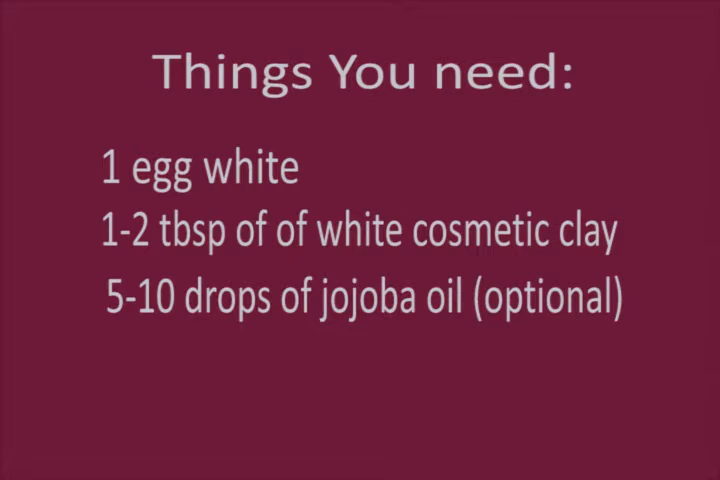 Things You need:
1 egg white
1-2 tbsp of of white cosmetic clay
5-10 drops of jojoba oil (optional)